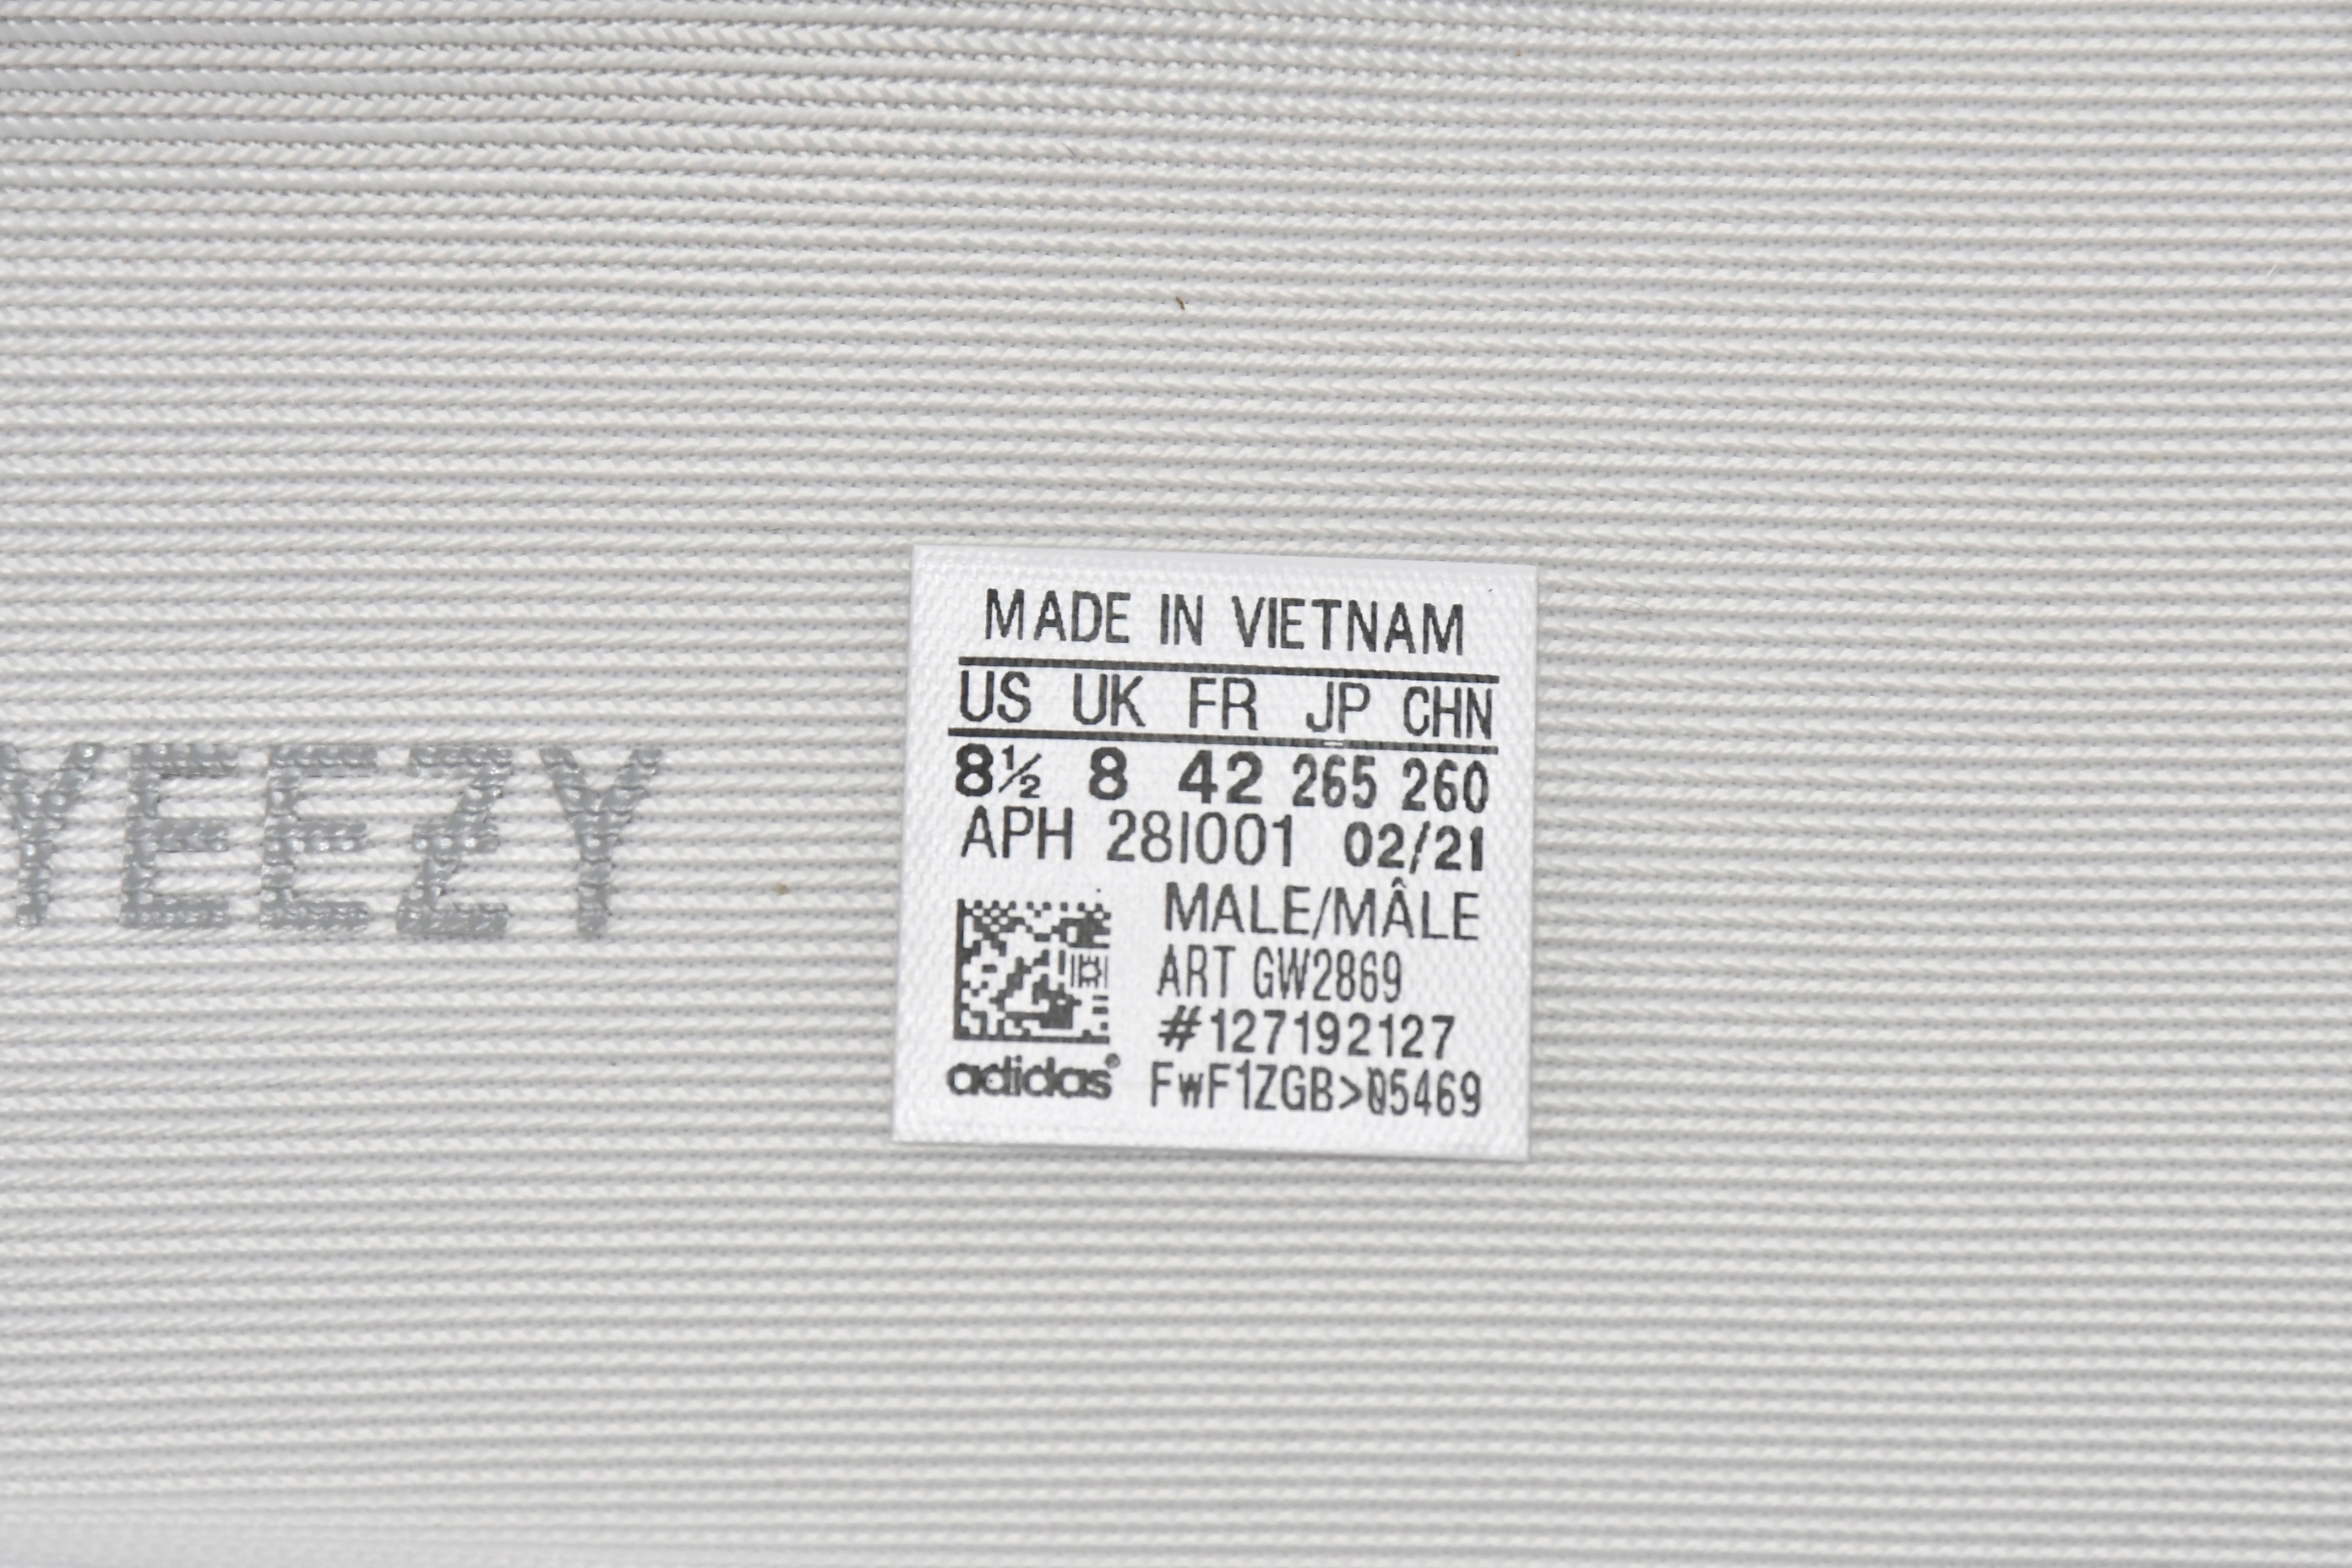 MADE IN VIETNAM
US UK FR JP CHN
8½ 8 42 265 260
APH 28I001 02/21
MALE/MÂLE
ART GW2869
#127192127
adidas® FwF1ZGB>05469
YEEZY